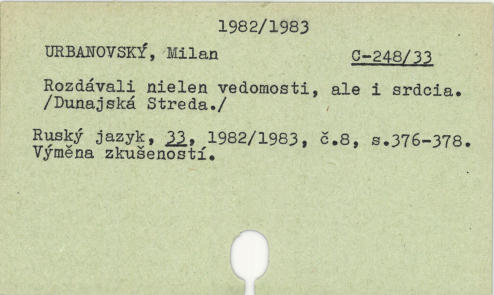 1982/1983
URBANOVSKÝ, Milan C-248/33
Rozdávali nielen vedomosti, ale i srdcia.
/Dunajská Streda./
Ruský jazyk, 33, 1982/1983, č.8, s.376-378.
Výměna zkušeností.